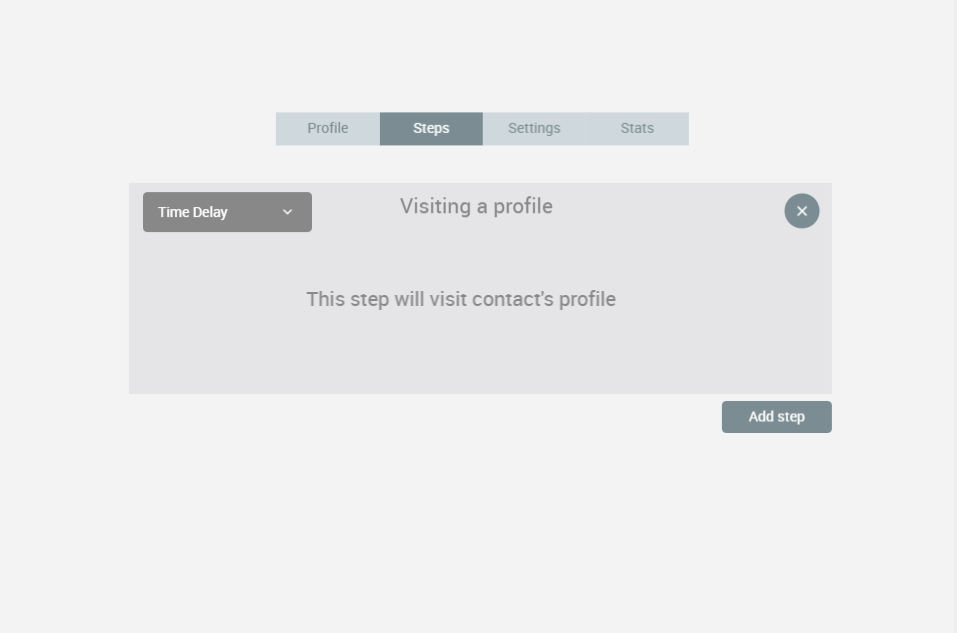 Profile
Steps
Settings
Stats
Time Delay
Visiting a profile
This step will visit contact's profile
Add step